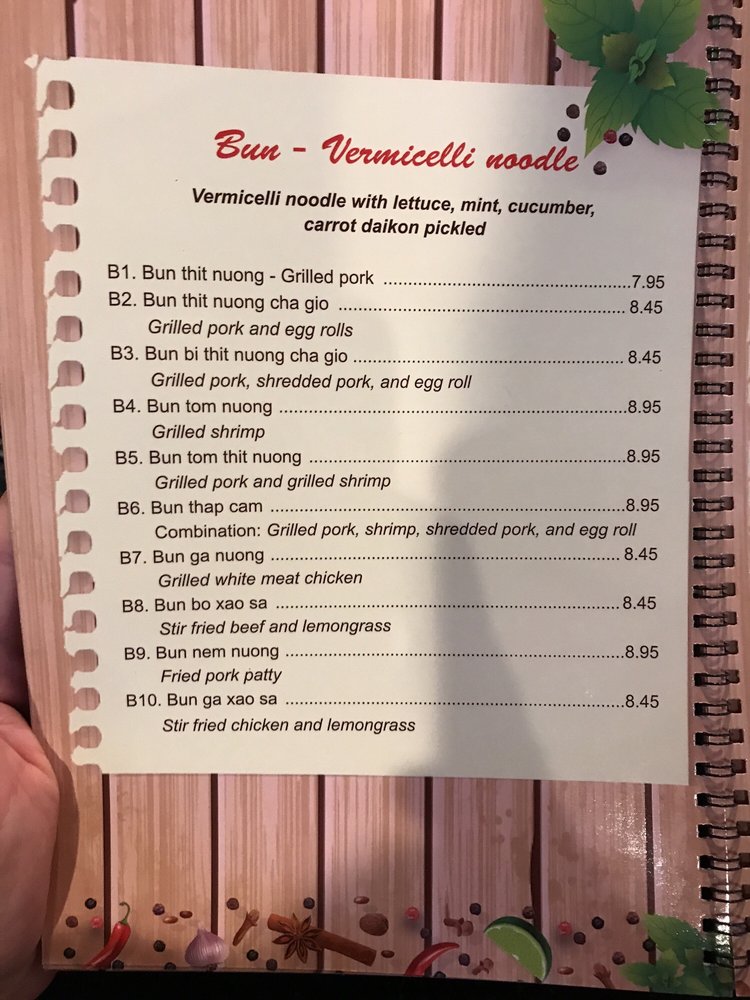 Bun - Vermicelli noodle
Vermicelli noodle with lettuce, mint, cucumber,
carrot daikon pickled
B1. Bun thit nuong - Grilled pork ....................................................7.95
B2. Bun thit nuong cha gio ............................................................. 8.45
Grilled pork and egg rolls
B3. Bun bi thit nuong cha gio ......................................................... 8.45
Grilled pork, shredded pork, and egg roll
B4. Bun tom nuong .........................................................................8.95
Grilled shrimp
B5. Bun tom thit nuong ...................................................................8.95
Grilled pork and grilled shrimp
B6. Bun thap cam ...........................................................................8.95
Combination: Grilled pork, shrimp, shredded pork, and egg roll
B7. Bun ga nuong .......................................................................... 8.45
Grilled white meat chicken
B8. Bun bo xao sa ......................................................................... 8.45
Stir fried beef and lemongrass
B9. Bun nem nuong ........................................................................8.95
Fried pork patty
B10. Bun ga xao sa ........................................................................8.45
Stir fried chicken and lemongrass